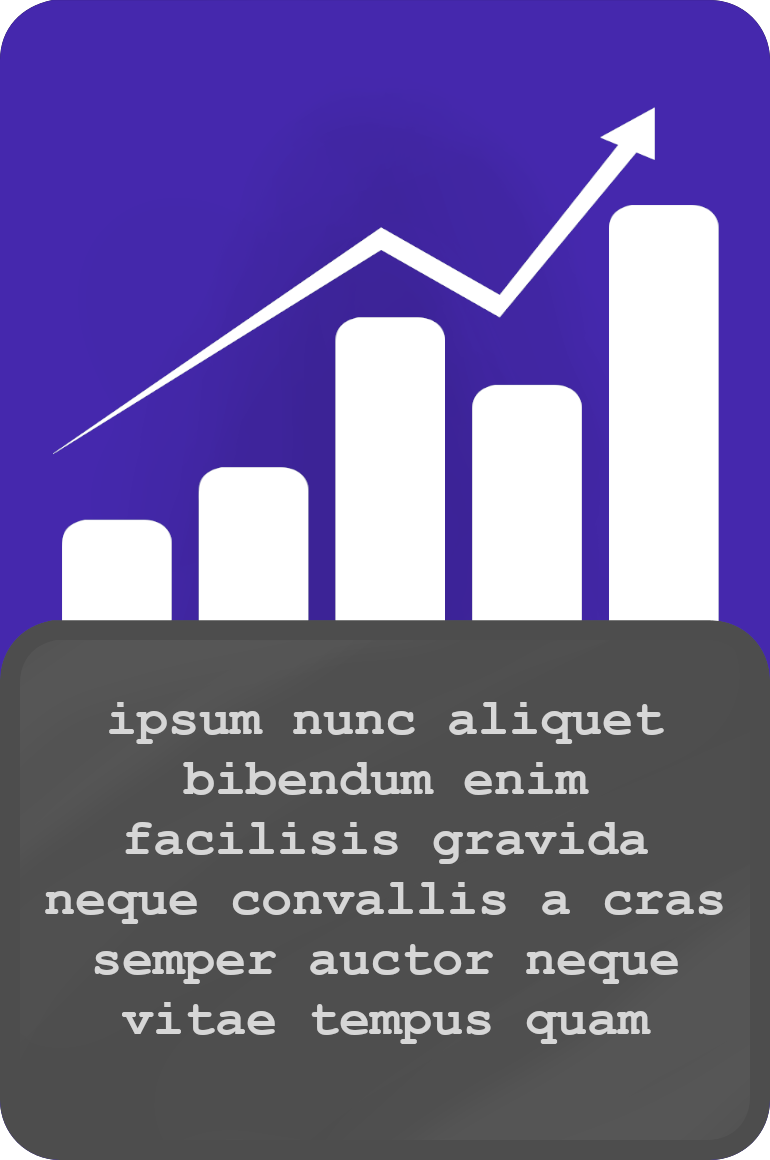 ipsum nunc aliquet
bibendum enim
facilisis gravida
neque convallis a cras
semper auctor neque
vitae tempus quam